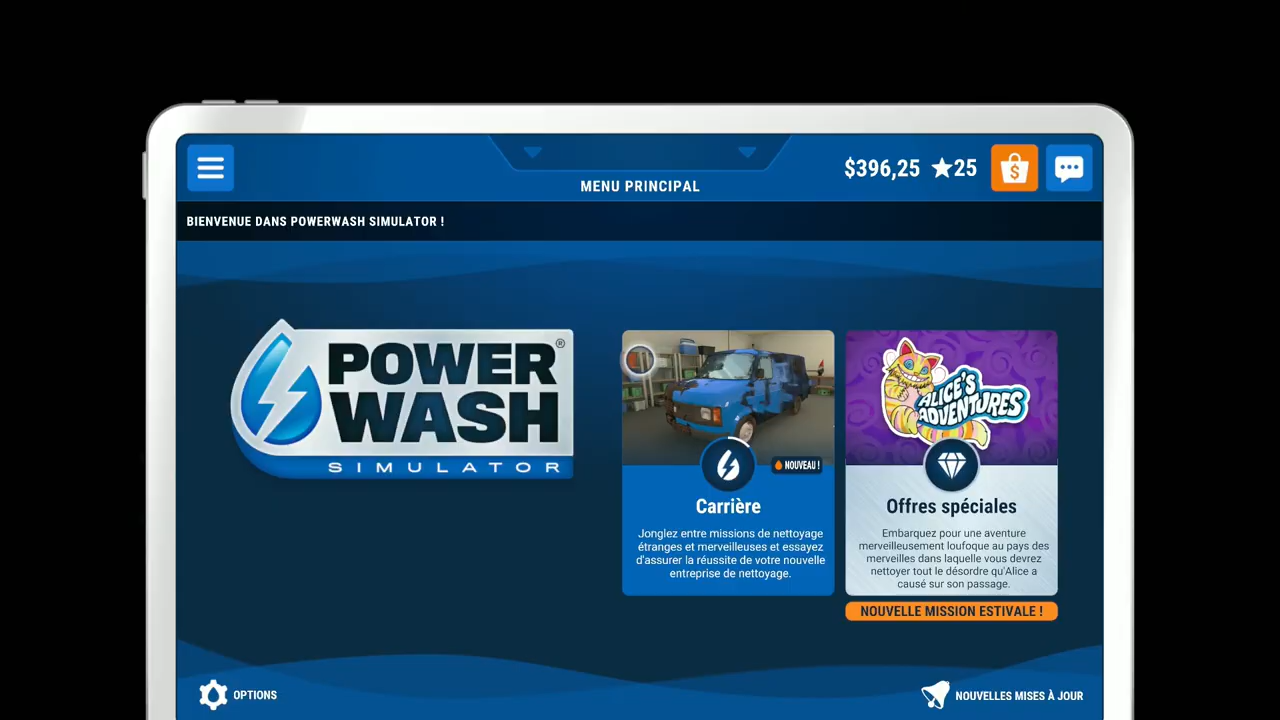 $396,25 ★25
MENU PRINCIPAL
BIENVENUE DANS POWERWASH SIMULATOR !
POWER®
WASH
SIMULATOR
NOUVEAU !
Carrière
Jonglez entre missions de nettoyage
étranges et merveilleuses et essayez
d'assurer la réussite de votre nouvelle
entreprise de nettoyage.
ALICE'S
ADVENTURES
Offres spéciales
Embarquez pour une aventure
merveilleusement loufoque au pays des
merveilles dans laquelle vous devrez
nettoyer tout le désordre qu'Alice a
causé sur son passage.
NOUVELLE MISSION ESTIVALE !
OPTIONS
NOUVELLES MISES À JOUR